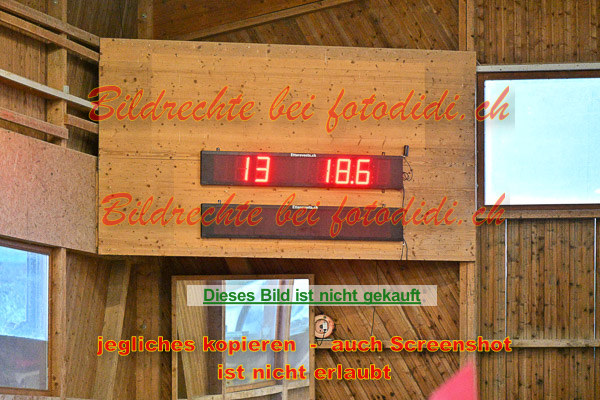 Bildrechte bei fotodidi.ch
13 18.6
Bildrechte bei fotodidi.ch
Dieses Bild ist nicht gekauft
jegliches kopieren - auch Screenshot
ist nicht erlaubt